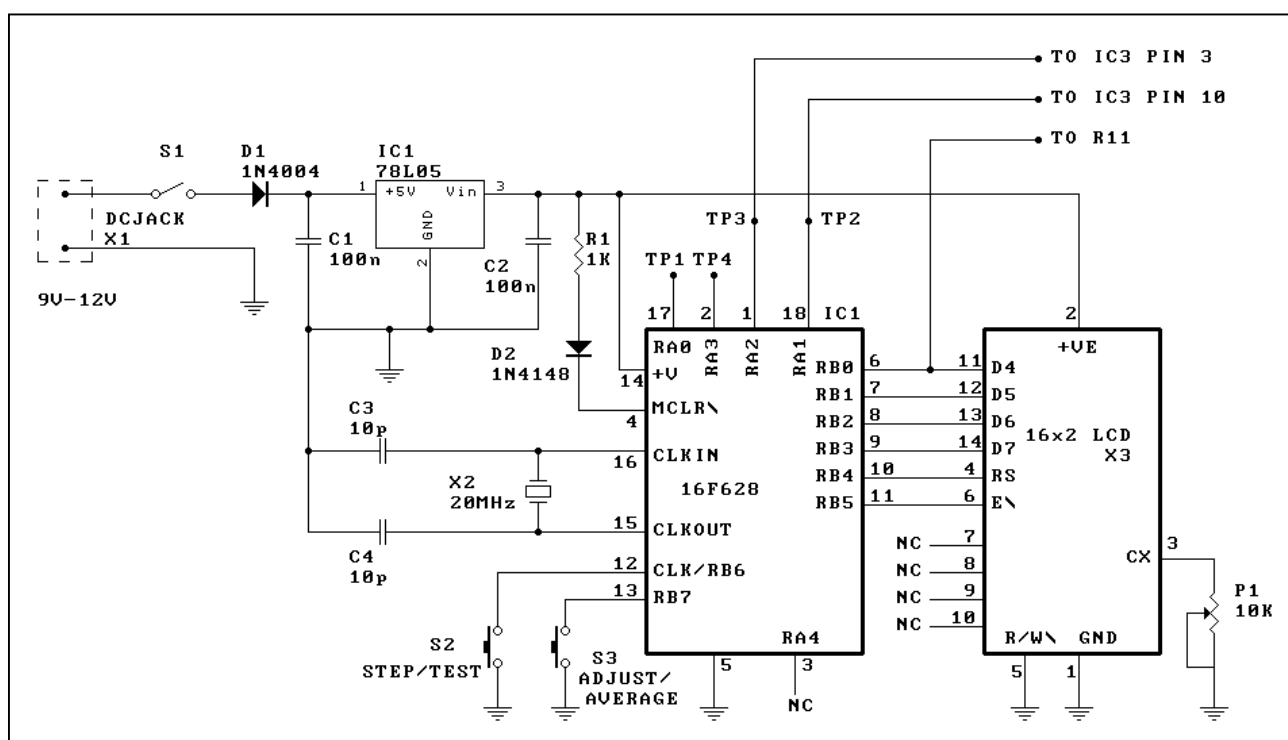 TO IC3 PIN 3
TO IC3 PIN 10
TO R11
S1
D1
1N4004
IC1
78L05
1
+5V
Vin
3
GND
2
DCJACK
X1
9V-12V
C1
100n
C2
100n
R1
1K
TP3
TP2
TP1
TP4
17
2
1
18
IC1
RA0
RA3
RA2
RA1
14
+V
D2
1N4148
MCLR\
4
C3
10p
CLKIN
16
X2
20MHz
16F628
15
CLKOUT
C4
10p
12
CLK/RB6
13
RB7
S2
STEP/TEST
S3
ADJUST/
AVERAGE
5
RA4
3
NC
RB0
6
11
D4
RB1
7
12
D5
RB2
8
13
D6
RB3
9
14
D7
RB4
10
4
RS
RB5
11
6
E\
2
+VE
16x2 LCD
X3
NC
7
NC
8
NC
9
NC
10
CX
3
P1
10K
R/W\
GND
5
1